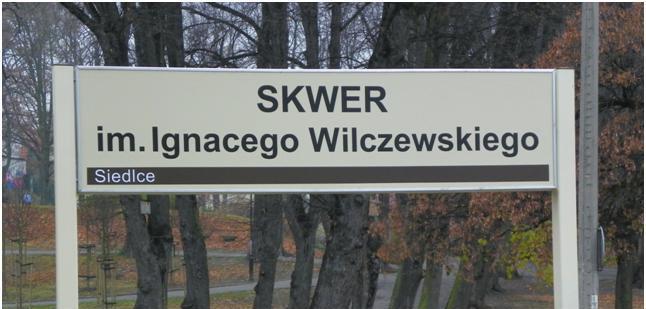 SKWER
im. Ignacego Wilczewskiego
Siedlce